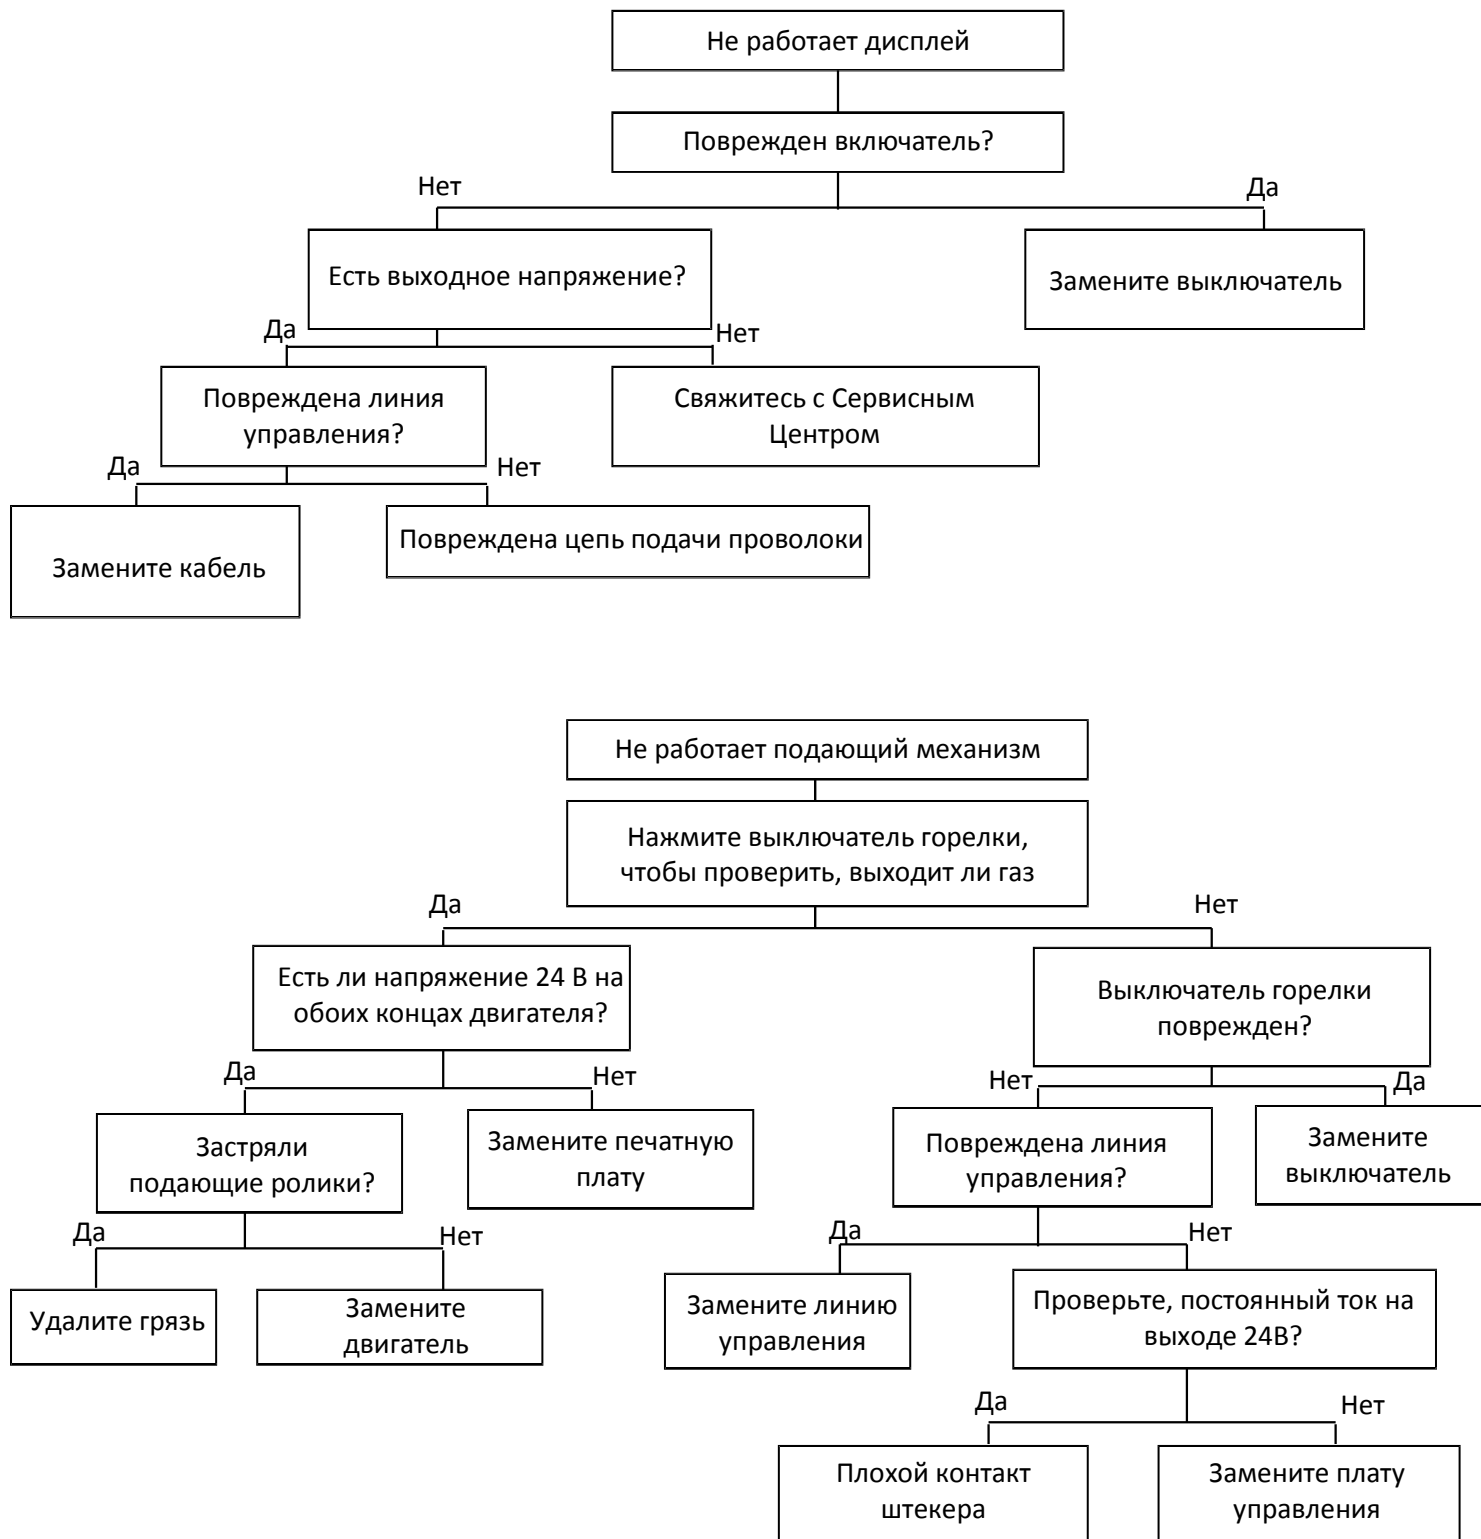 Не работает дисплей
Поврежден включатель?
Нет
Да
Есть выходное напряжение?
Замените выключатель
Да
Нет
Повреждена линия
управления?
Свяжитесь с Сервисным
Центром
Да
Нет
Замените кабель
Повреждена цепь подачи проволоки
Не работает подающий механизм
Нажмите выключатель горелки,
чтобы проверить, выходит ли газ
Да
Нет
Есть ли напряжение 24 В на
обоих концах двигателя?
Выключатель горелки
поврежден?
Да
Нет
Нет
Да
Застряли
подающие ролики?
Замените печатную
плату
Повреждена линия
управления?
Замените
выключатель
Да
Нет
Да
Нет
Удалите грязь
Замените
двигатель
Замените линию
управления
Проверьте, постоянный ток на
выходе 24В?
Да
Нет
Плохой контакт
штекера
Замените плату
управления